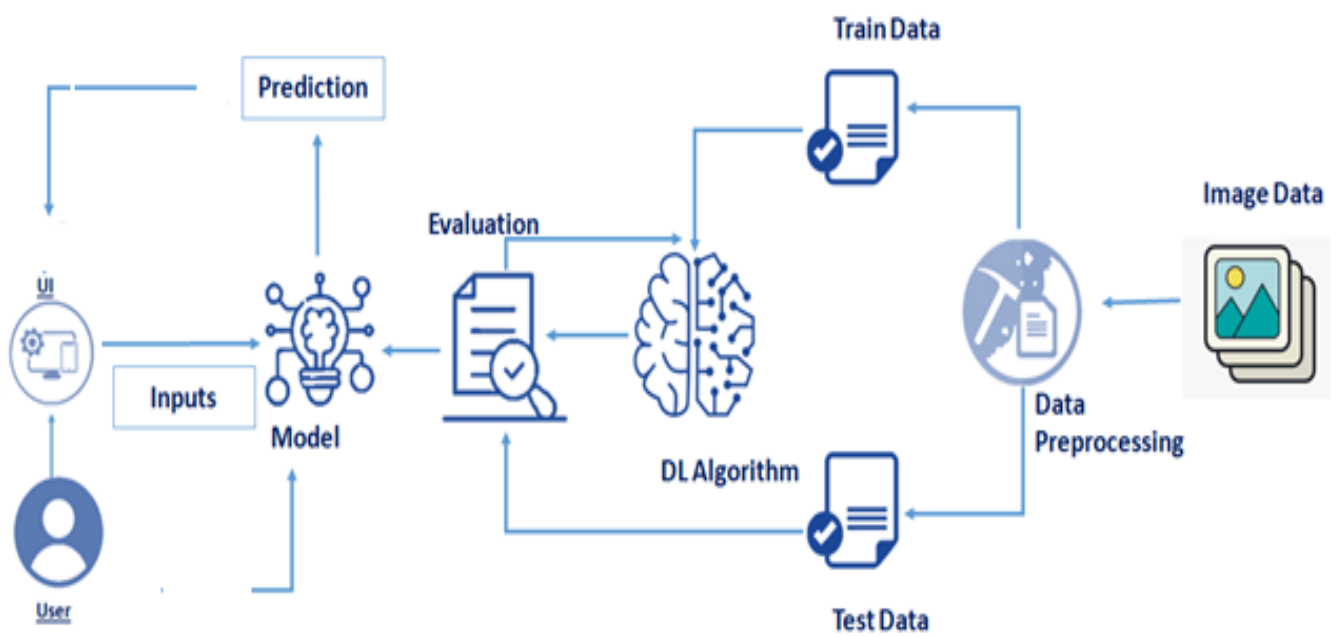 Train Data
Prediction
Image Data
Evaluation
UI
Inputs
Model
Data
Preprocessing
DL Algorithm
User
Test Data